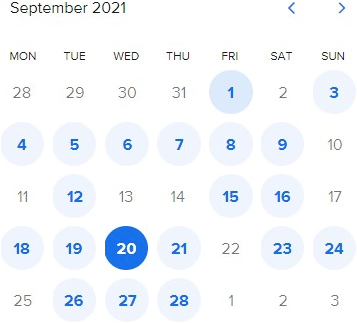 September 2021
MON TUE WED THU FRI SAT SUN
28 29 30 31 1 2 3
4 5 6 7 8 9 10
11 12 13 14 15 16 17
18 19 20 21 22 23 24
25 26 27 28 1 2 3